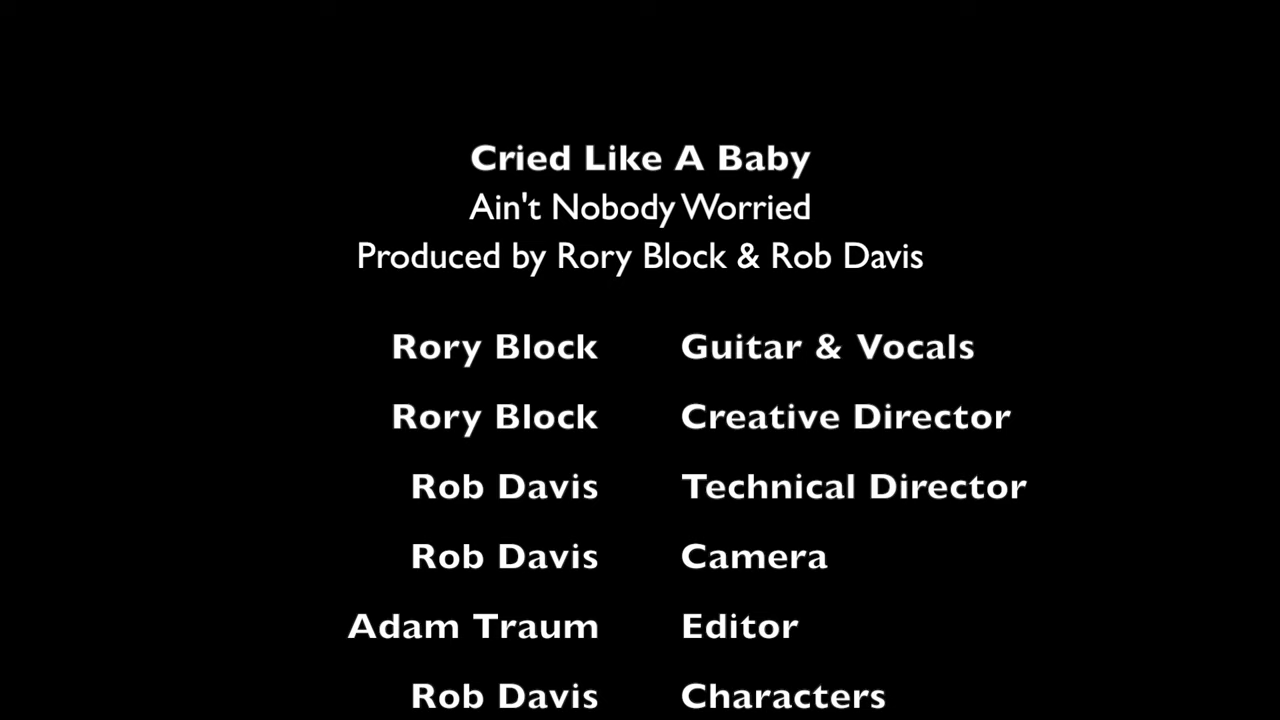 Cried Like A Baby
Ain't Nobody Worried
Produced by Rory Block & Rob Davis
Rory Block Guitar & Vocals
Rory Block Creative Director
Rob Davis Technical Director
Rob Davis Camera
Adam Traum Editor
Rob Davis Characters